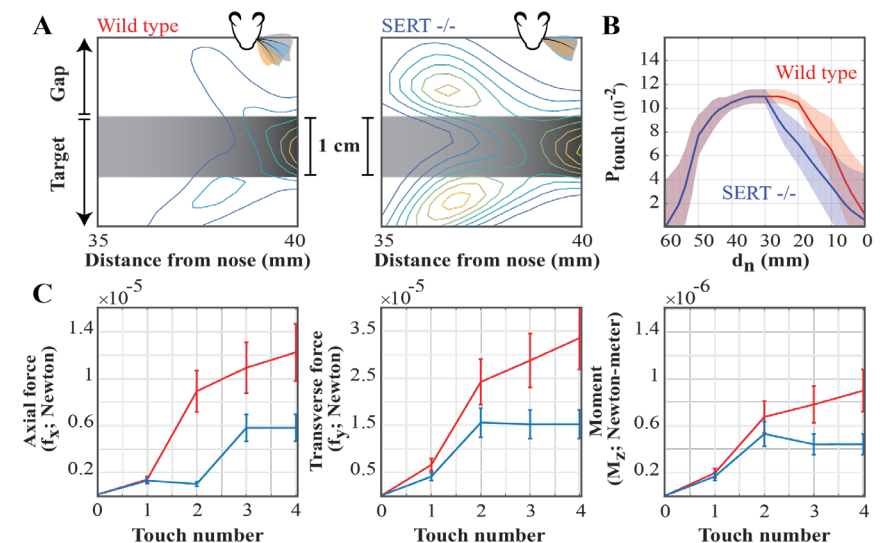 A
Wild type
SERT -/-
B
Gap
Target
1 cm
35
40
35
40
Distance from nose (mm)
Distance from nose (mm)
Ptouch (10-2)
16
14
12
10
8
6
4
2
Wild type
SERT -/-
60
50
40
30
30
20
10
0
dn (mm)
C
×10-5
Axial force
(fx; Newton)
1.4
1
0.6
0.2
0
1
2
3
4
Touch number
×10-5
Transverse force
(fy; Newton)
3.5
2.5
1.5
0.5
0
1
2
3
4
Touch number
×10-6
Moment
(Mz; Newton-meter)
1.4
1
0.6
0.2
0
1
2
3
4
Touch number